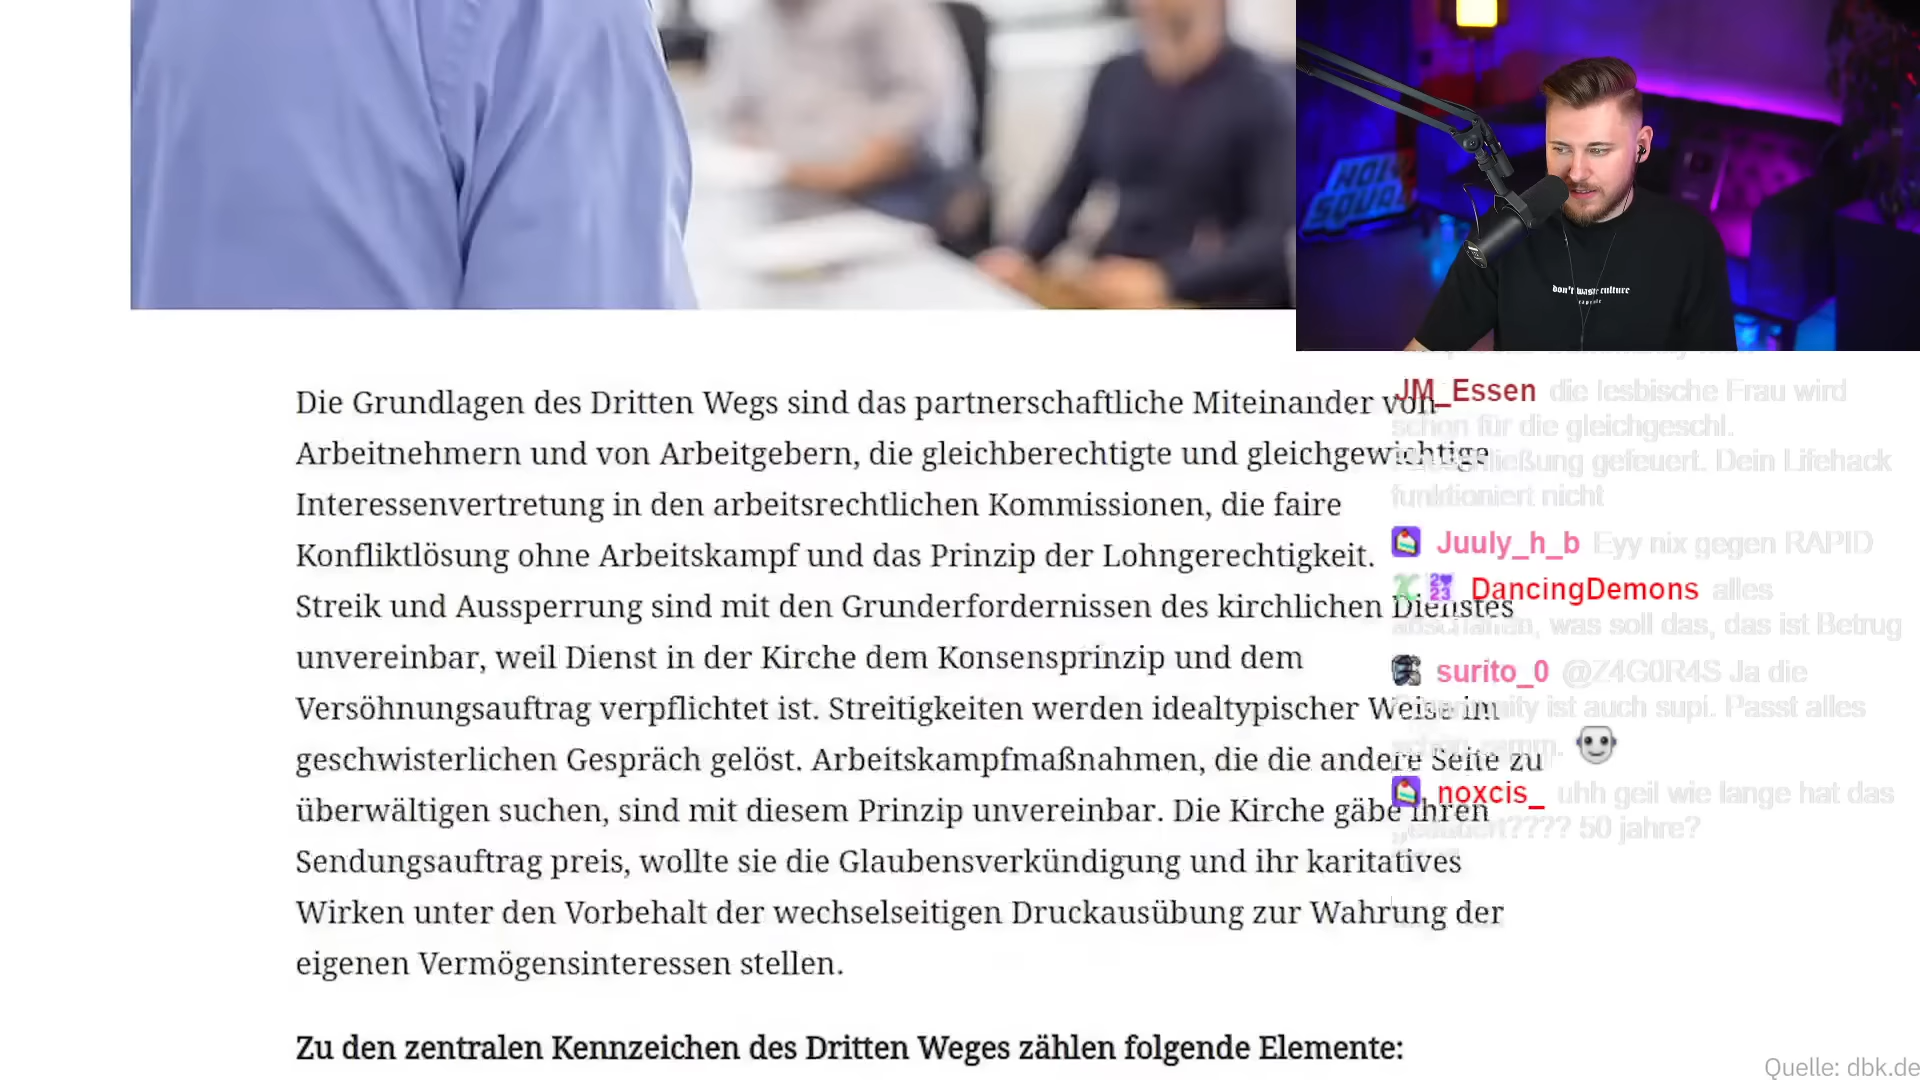 HOLY
SQUAD
don't waste culture
Die Grundlagen des Dritten Wegs sind das partnerschaftliche Miteinander von
Arbeitnehmern und von Arbeitgebern, die gleichberechtigte und gleichgewichtige
Interessenvertretung in den arbeitsrechtlichen Kommissionen, die faire
Konfliktlösung ohne Arbeitskampf und das Prinzip der Lohngerechtigkeit.
Streik und Aussperrung sind mit den Grunderfordernissen des kirchlichen Dienstes
unvereinbar, weil Dienst in der Kirche dem Konsensprinzip und dem
Versöhnungsauftrag verpflichtet ist. Streitigkeiten werden idealtypischer Weise im
geschwisterlichen Gespräch gelöst. Arbeitskampfmaßnahmen, die die andere Seite zu
überwältigen suchen, sind mit diesem Prinzip unvereinbar. Die Kirche gäbe ihren
Sendungsauftrag preis, wollte sie die Glaubensverkündigung und ihr karitatives
Wirken unter den Vorbehalt der wechselseitigen Druckausübung zur Wahrung der
eigenen Vermögensinteressen stellen.
Zu den zentralen Kennzeichen des Dritten Weges zählen folgende Elemente:
JM_Essen die lesbische Frau wird
schon für die gleichgeschl.
gefeuert. Dein Lifehack
funktioniert nicht
Juuly_h_b Eyy nix gegen RAPID
DancingDemons alles
was soll das, das ist Betrug
surito_0 @Z4G0R4S Ja die
Community ist auch supi. Passt alles
zamm.
noxcis_ uhh geil wie lange hat das
gedauert???? 50 jahre?
Quelle: dbk.de